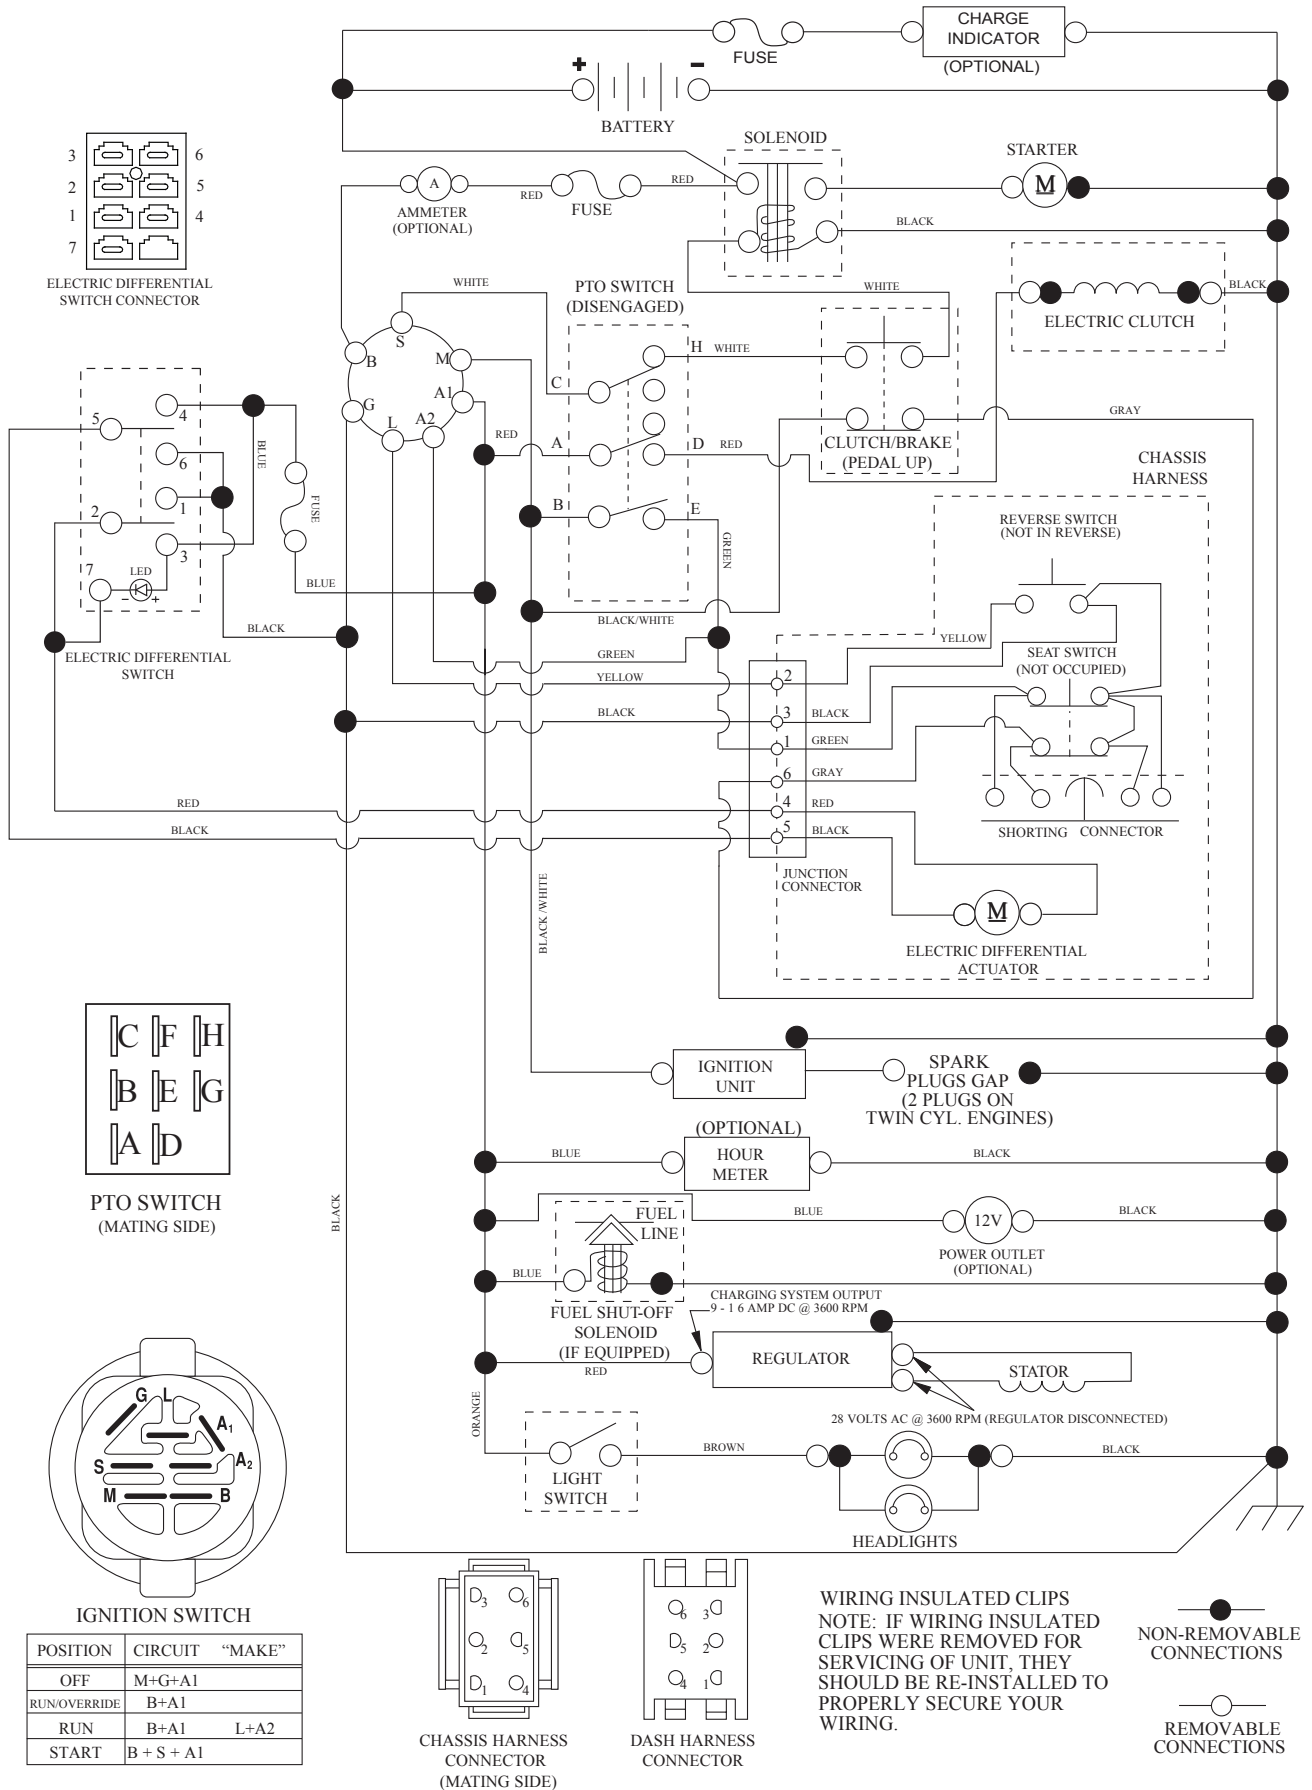 CHARGE
INDICATOR
(OPTIONAL)
FUSE
+
-
BATTERY
SOLENOID
STARTER
M
3
6
2
5
1
4
7
ELECTRIC DIFFERENTIAL
SWITCH CONNECTOR
A
AMMETER
(OPTIONAL)
RED
FUSE
RED
BLACK
WHITE
PTO SWITCH
(DISENGAGED)
WHITE
BLACK
ELECTRIC CLUTCH
S
B
M
G
A1
L
A2
C
H
WHITE
RED
A
D
RED
B
E
CLUTCH/BRAKE
(PEDAL UP)
GRAY
CHASSIS
HARNESS
5
4
6
1
2
3
7
LED
-
+
BLUE
FUSE
BLUE
BLACK
ELECTRIC DIFFERENTIAL
SWITCH
GREEN
BLACK/WHITE
GREEN
YELLOW
BLACK
REVERSE SWITCH
(NOT IN REVERSE)
YELLOW
SEAT SWITCH
(NOT OCCUPIED)
2
3
BLACK
1
GREEN
6
GRAY
4
RED
5
BLACK
RED
BLACK
SHORTING CONNECTOR
JUNCTION
CONNECTOR
M
ELECTRIC DIFFERENTIAL
ACTUATOR
BLACK /WHITE
C F H
B E G
A D
PTO SWITCH
(MATING SIDE)
BLACK
IGNITION
UNIT
SPARK
PLUGS GAP
(2 PLUGS ON
TWIN CYL. ENGINES)
(OPTIONAL)
HOUR
METER
BLUE
BLACK
FUEL
LINE
BLUE
12V
BLACK
POWER OUTLET
(OPTIONAL)
BLUE
FUEL SHUT-OFF
SOLENOID
(IF EQUIPPED)
CHARGING SYSTEM OUTPUT
9 - 1 6 AMP DC @ 3600 RPM
RED
REGULATOR
STATOR
28 VOLTS AC @ 3600 RPM (REGULATOR DISCONNECTED)
ORANGE
LIGHT
SWITCH
BROWN
BLACK
HEADLIGHTS
G
L
A1
S
A2
M
B
IGNITION SWITCH
POSITION CIRCUIT “MAKE”
OFF M+G+A1
RUN/OVERRIDE B+A1
RUN B+A1 L+A2
START B + S + A1
3 6
2 5
1 4
CHASSIS HARNESS
CONNECTOR
(MATING SIDE)
6 3
5 2
4 1
DASH HARNESS
CONNECTOR
WIRING INSULATED CLIPS
NOTE: IF WIRING INSULATED
CLIPS WERE REMOVED FOR
SERVICING OF UNIT, THEY
SHOULD BE RE-INSTALLED TO
PROPERLY SECURE YOUR
WIRING.
NON-REMOVABLE
CONNECTIONS
REMOVABLE
CONNECTIONS